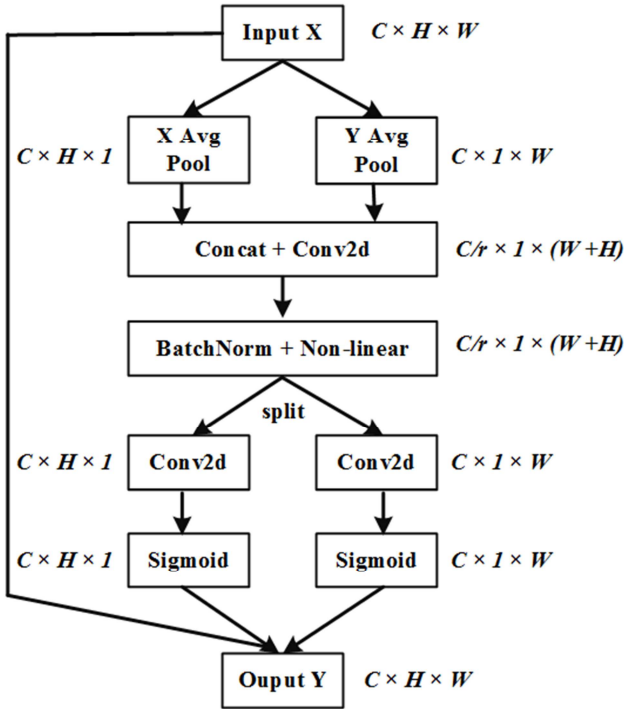 Input X
C × H × W
X Avg
Pool
C × H × 1
Y Avg
Pool
C × 1 × W
Concat + Conv2d
C/r × 1 × (W +H)
BatchNorm + Non-linear
C/r × 1 × (W +H)
split
C × H × 1
Conv2d
Conv2d
C × 1 × W
C × H × 1
Sigmoid
Sigmoid
C × 1 × W
Ouput Y
C × H × W